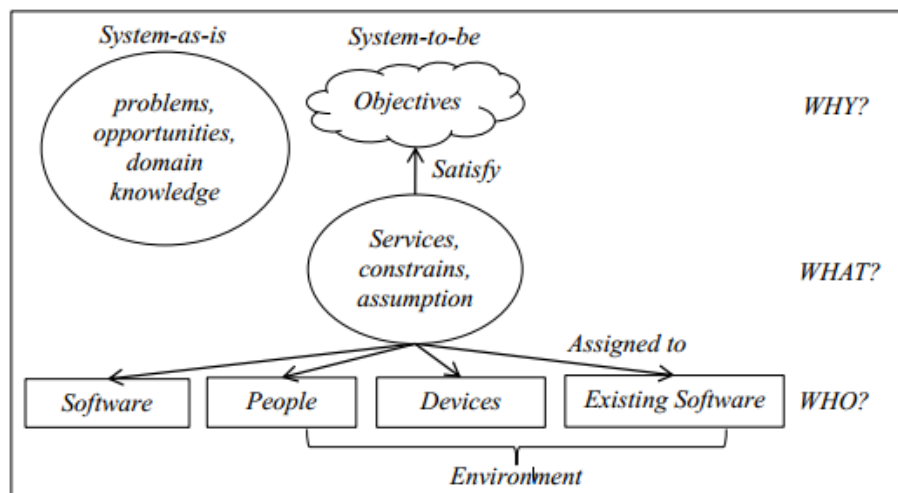 System-as-is
System-to-be
problems,
opportunities,
domain
knowledge
Objectives
WHY?
Satisfy
Services,
constrains,
assumption
WHAT?
Assigned to
Software
People
Devices
Existing Software
WHO?
Environment